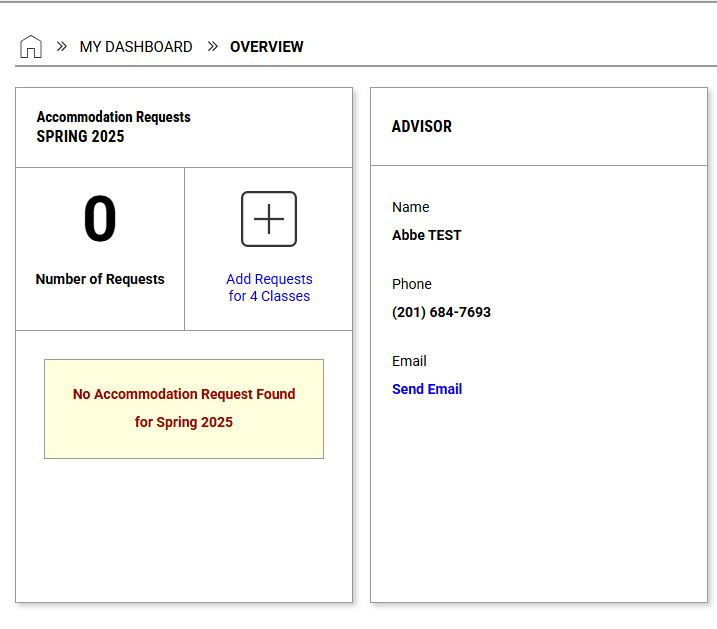 MY DASHBOARD » OVERVIEW
Accommodation Requests
SPRING 2025
0
Number of Requests
Add Requests
for 4 Classes
No Accommodation Request Found
for Spring 2025
ADVISOR
Name
Abbe TEST
Phone
(201) 684-7693
Email
Send Email